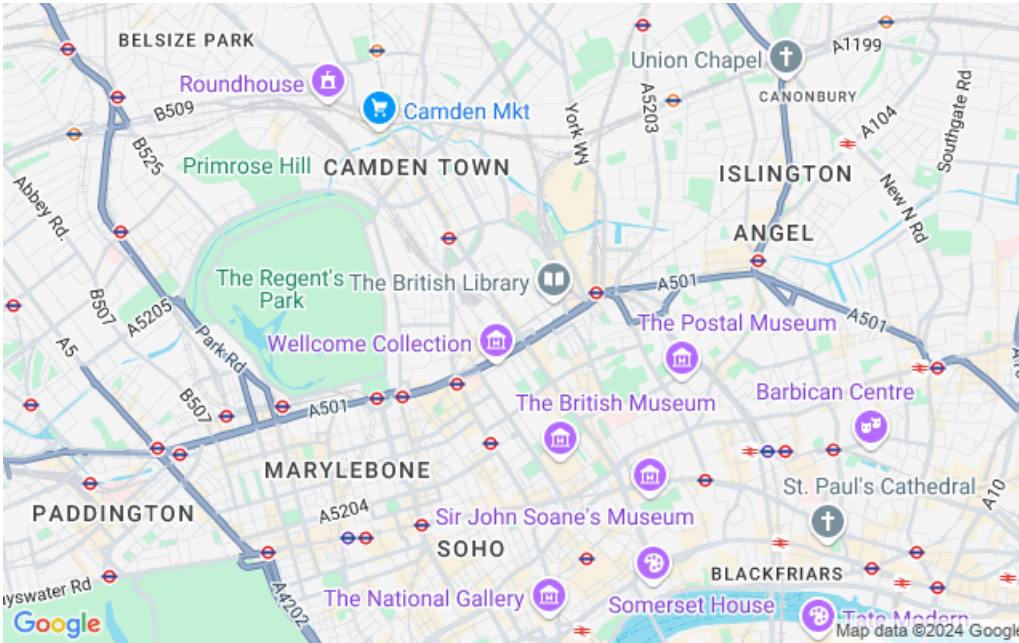 BELSIZE PARK
Union Chapel
A1199
Roundhouse
B509
Camden Mkt
York WY
A5203
CANONBURY
A104
Southgate Rd
B525
Primrose Hill
CAMDEN TOWN
ISLINGTON
Abbey Rd.
New N Rd
ANGEL
The Regent's
Park
The British Library
A501
B507
A5205
The Postal Museum
A501
A5
Park Rd
Wellcome Collection
B507
A501
The British Museum
Barbican Centre
MARYLEBONE
St. Paul's Cathedral
A10
PADDINGTON
A5204
Sir John Soane's Museum
SOHO
BLACKFRIARS
ayswater Rd
A4202
The National Gallery
Somerset House
Tate Modern
Google
Map data ©2024 Google